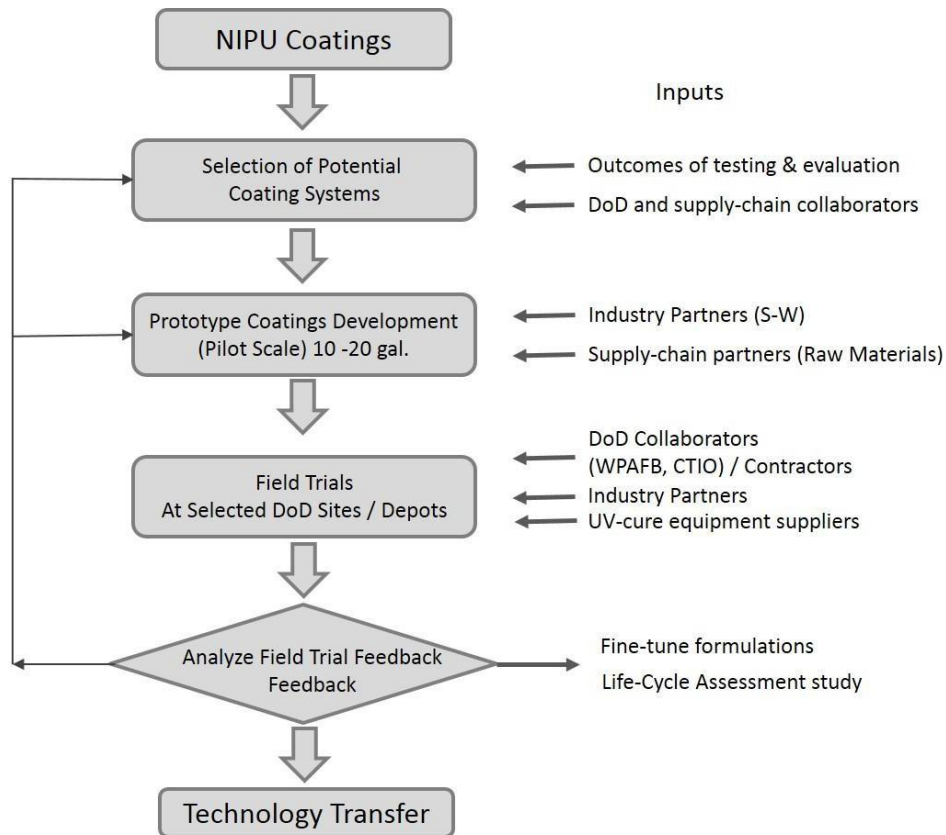 NIPU Coatings
Inputs
Selection of Potential
Coating Systems
Outcomes of testing & evaluation
DoD and supply-chain collaborators
Prototype Coatings Development
(Pilot Scale) 10 -20 gal.
Industry Partners (S-W)
Supply-chain partners (Raw Materials)
Field Trials
At Selected DoD Sites / Depots
DoD Collaborators
(WPAFB, CTIO) / Contractors
Industry Partners
UV-cure equipment suppliers
Analyze Field Trial Feedback
Feedback
Fine-tune formulations
Life-Cycle Assessment study
Technology Transfer